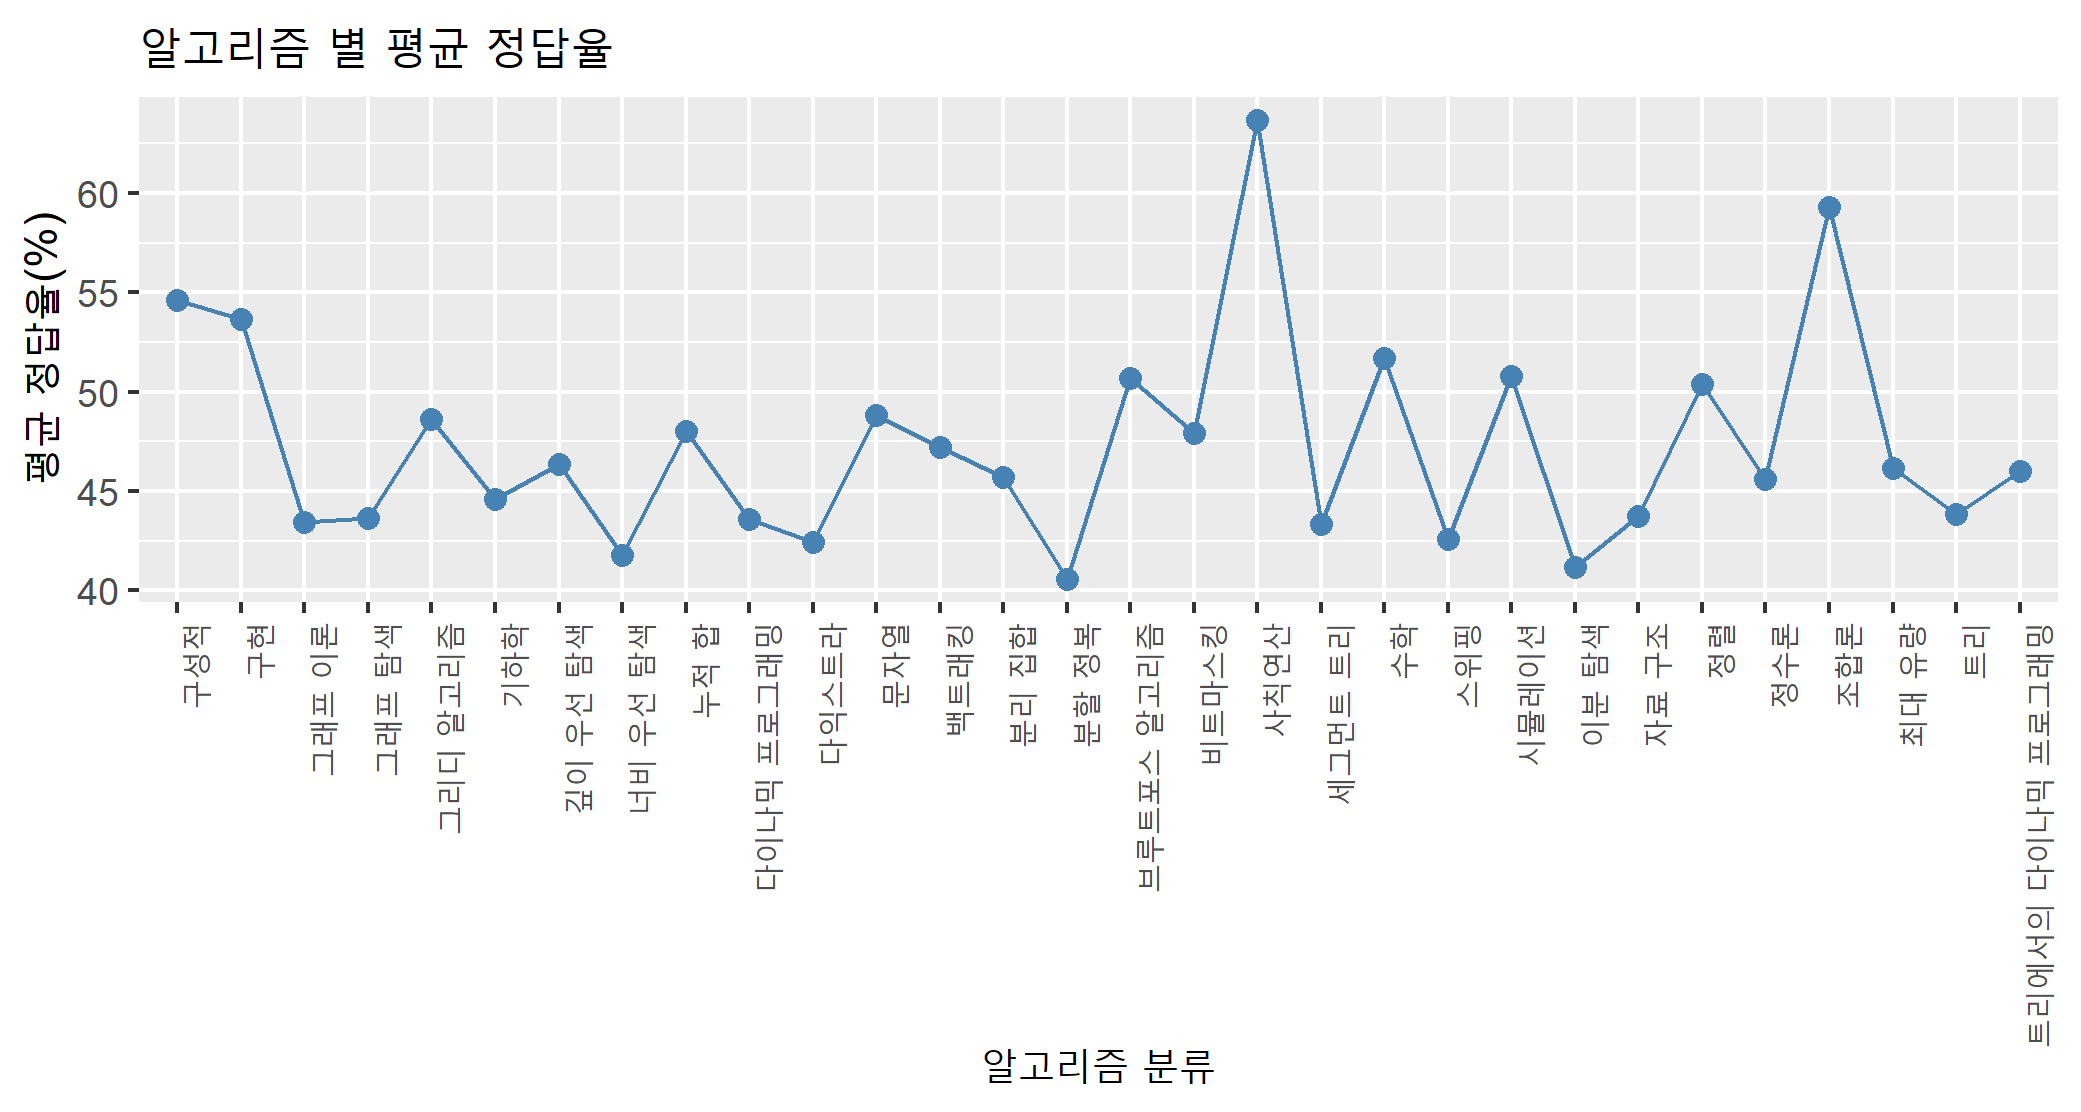 알고리즘 별 평균 정답율
평균 정답율(%)
60
55
50
45
40
구성적
구현
그래프 이론
그래프 탐색
그리디 알고리즘
기하학
깊이 우선 탐색
너비 우선 탐색
누적 합
다이나믹 프로그래밍
다익스트라
문자열
백트래킹
분리 집합
분할 정복
브루트포스 알고리즘
비트마스킹
사칙연산
세그먼트 트리
수학
스위핑
시뮬레이션
이분 탐색
자료 구조
정렬
정수론
조합론
최대 유량
트리
트리에서의 다이나믹 프로그래밍
알고리즘 분류